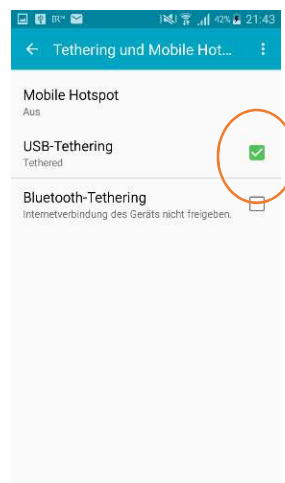 42% 21:43
Tethering und Mobile Hot...
Mobile Hotspot
Aus
USB-Tethering
Tethered
Bluetooth-Tethering
Internetverbindung des Geräts nicht freigeben.